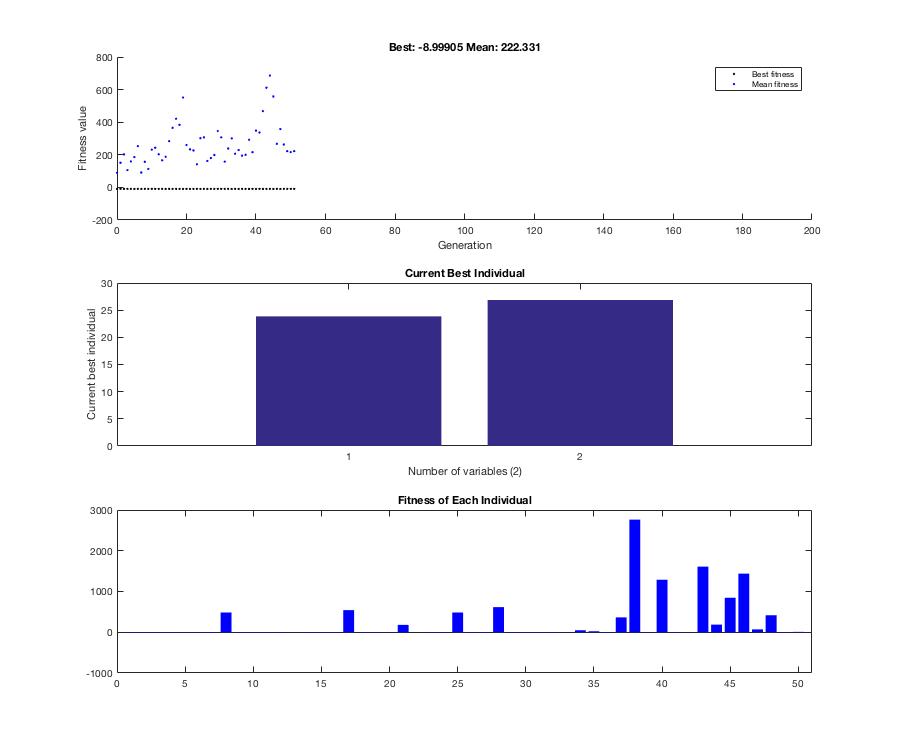 Best: -8.99905 Mean: 222.331
800
600
400
200
0
-200
Fitness value
Best fitness
Mean fitness
0 20 40 60 80 100 120 140 160 180 200
Generation
Current Best Individual
30
25
20
15
10
5
0
Current best individual
1 2
Number of variables (2)
Fitness of Each Individual
3000
2000
1000
0
-1000
0 5 10 15 20 25 30 35 40 45 50